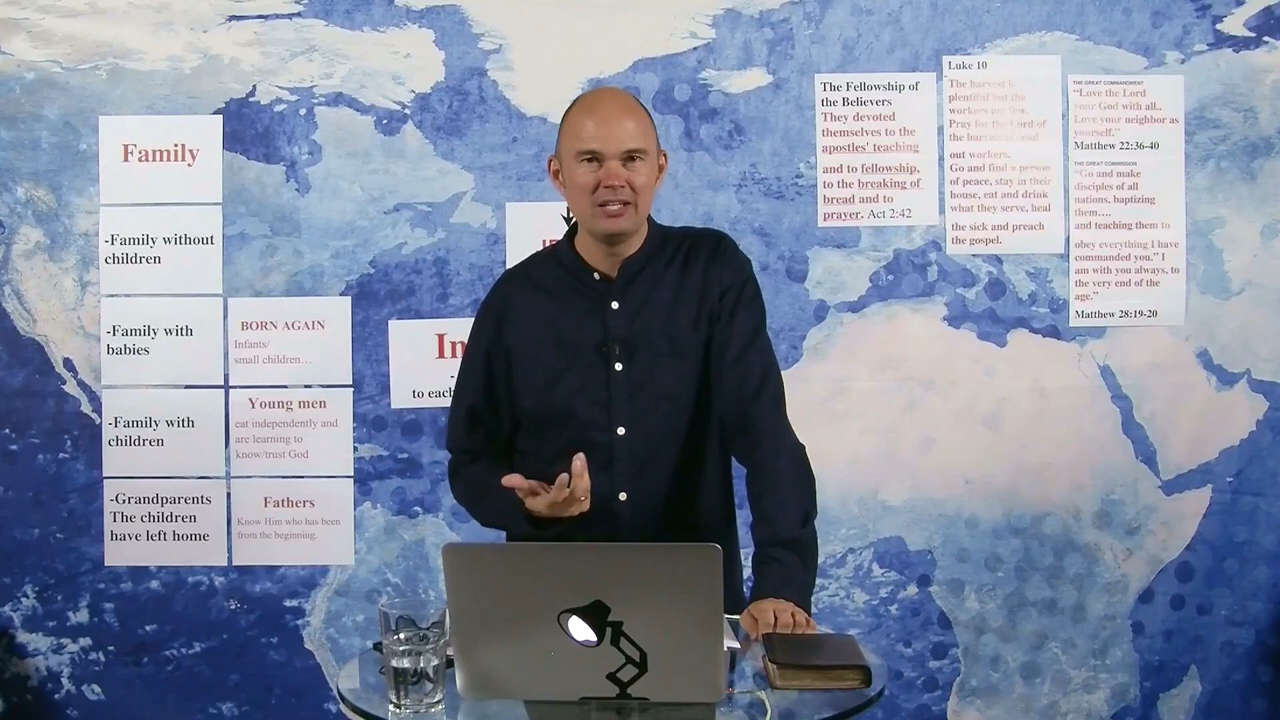 Family
-Family without
children
-Family with
babies
-Family with
children
-Grandparents
The children
have left home
BORN AGAIN
Infants/
small children…
Young men
eat independently and
are learning to
know/trust God
Fathers
Know Him who has been
from the beginning.
In
-
to each
The Fellowship of
the Believers
They devoted
themselves to the
apostles' teaching
and to fellowship,
to the breaking of
bread and to
prayer. Act 2:42
Luke 10
"The harvest is
plentiful but the
workers are few.
Pray for the Lord of
the harvest to send
out workers.
Go and find a person
of peace, stay in their
house, eat and drink
what they serve, heal
the sick and preach
the gospel.
THE GREAT COMMANDMENT
"Love the Lord
your God with all..
Love your neighbor as
yourself."
Matthew 22:36-40
THE GREAT COMMISSION
"Go and make
disciples of all
nations, baptizing
them….
and teaching them to
obey everything I have
commanded you." I
am with you always, to
the very end of the
age."
Matthew 28:19-20